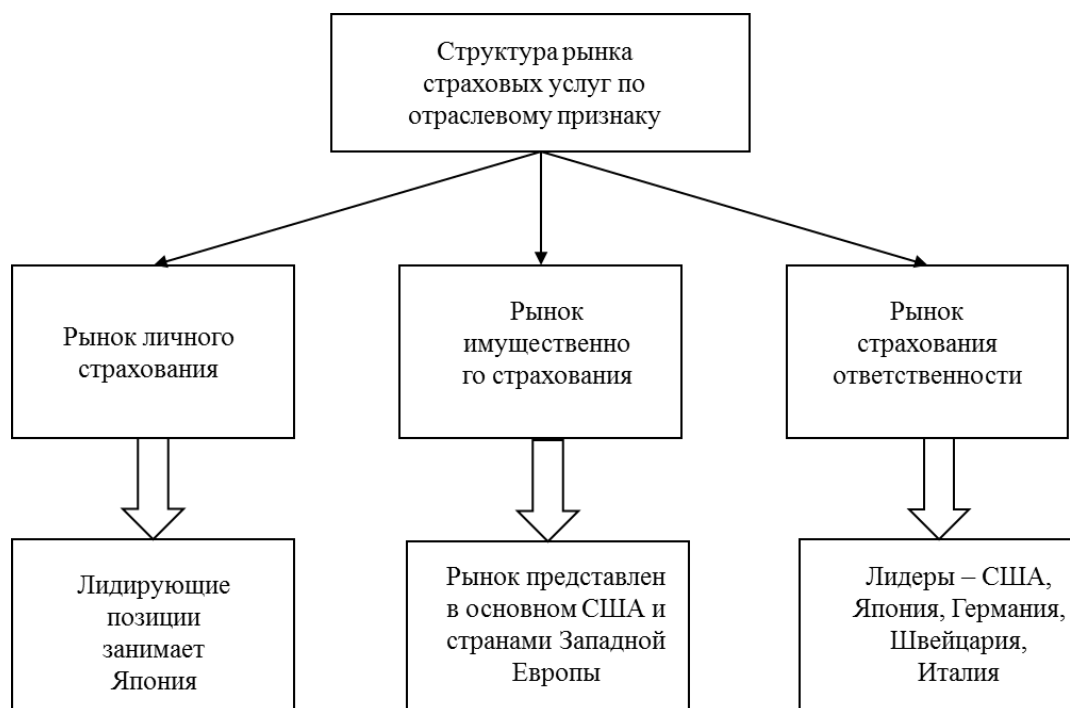 Структура рынка
страховых услуг по
отраслевому признаку
Рынок личного
страхования
Рынок
имущественно
го страхования
Рынок
страхования
ответственности
Лидирующие
позиции
занимает
Япония
Рынок представлен
в основном США и
странами Западной
Европы
Лидеры – США,
Япония, Германия,
Швейцария,
Италия